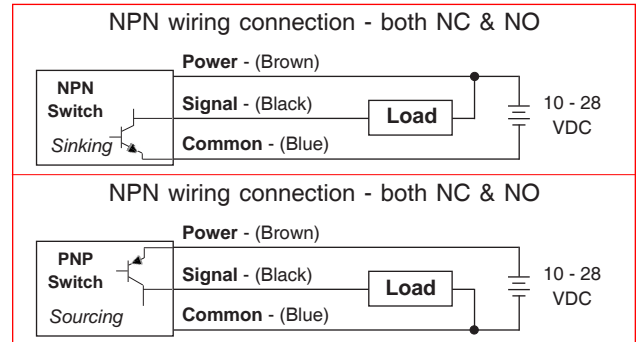 NPN wiring connection - both NC & NO
Power - (Brown)
NPN
Switch
Signal - (Black)
Load
10 - 28
VDC
Sinking
Common - (Blue)
NPN wiring connection - both NC & NO
Power - (Brown)
PNP
Switch
Signal - (Black)
Load
10 - 28
VDC
Sourcing
Common - (Blue)